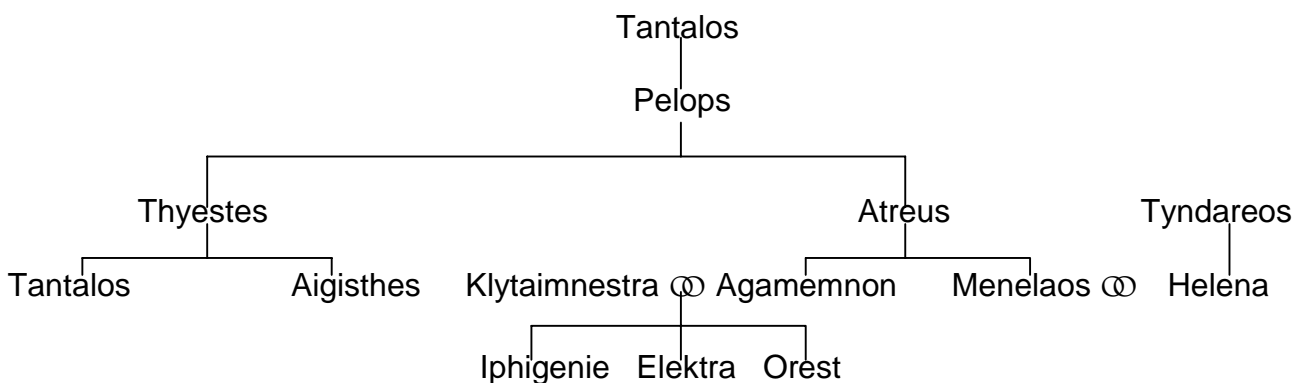 Tantalos
Pelops
Thyestes Atreus Tyndareos
Tantalos Aigisthes Klytaimnestra ⚭ Agamemnon Menelaos ⚭ Helena
Iphigenie Elektra Orest